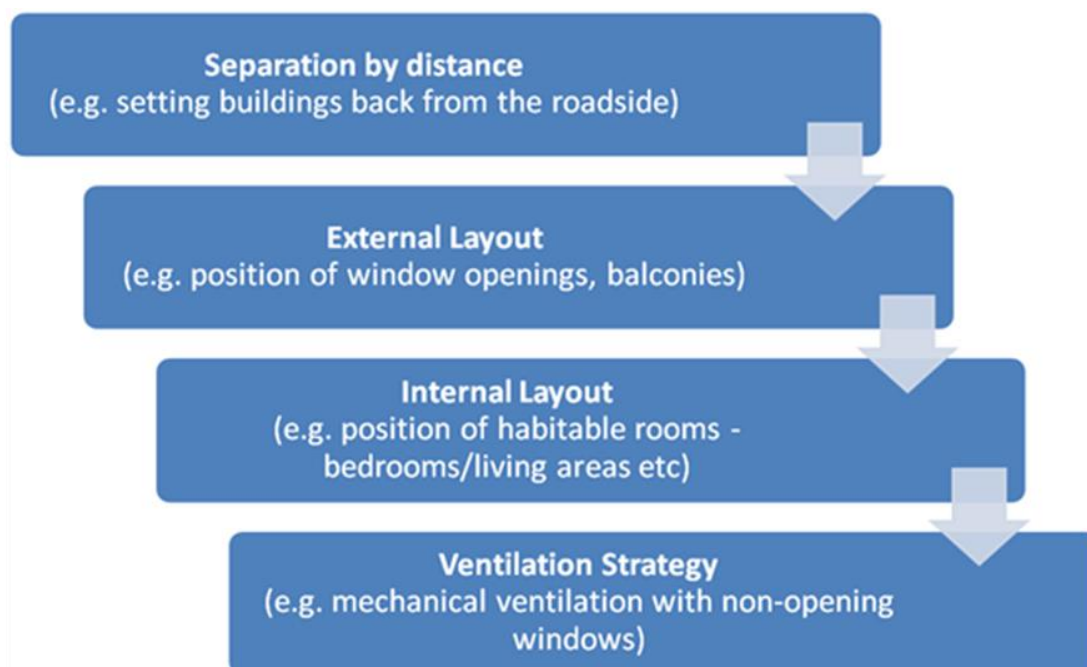 Separation by distance
(e.g. setting buildings back from the roadside)
External Layout
(e.g. position of window openings, balconies)
Internal Layout
(e.g. position of habitable rooms -
bedrooms/living areas etc)
Ventilation Strategy
(e.g. mechanical ventilation with non-opening
windows)